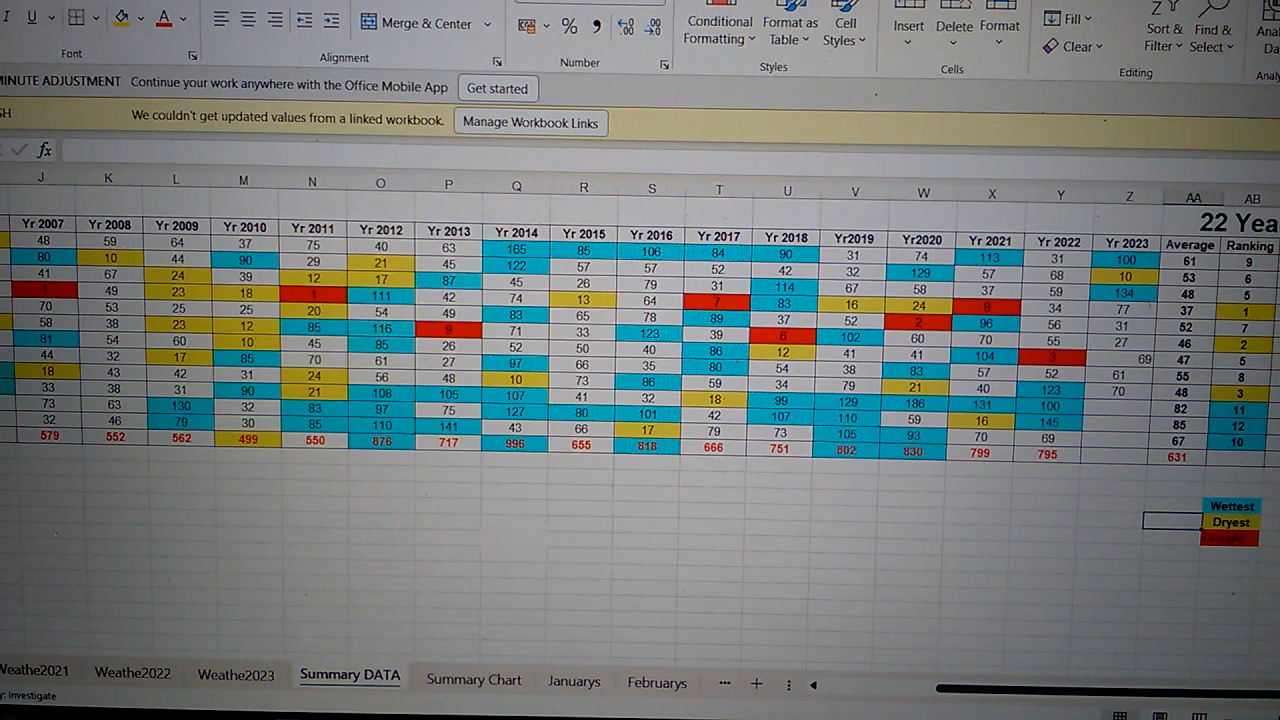 I U A Merge & Center % , Conditional Format as Cell Insert Delete Format Fill Sort & Find &
Formatting Table Styles Clear Filter Select
Font Alignment Number Styles Cells Editing
MINUTE ADJUSTMENT Continue your work anywhere with the Office Mobile App Get started
SH We couldn't get updated values from a linked workbook. Manage Workbook Links
fx
J K L M N O P Q R S T U V W X Y Z AA AB
22 Yea
Yr 2007 Yr 2008 Yr 2009 Yr 2010 Yr 2011 Yr 2012 Yr 2013 Yr 2014 Yr 2015 Yr 2016 Yr 2017 Yr 2018 Yr2019 Yr2020 Yr 2021 Yr 2022 Yr 2023 Average Ranking
48 59 64 37 75 40 63 165 85 106 84 90 31 74 113 31 100 61 9
80 10 44 90 29 21 45 122 57 57 52 42 32 129 57 68 10 53 6
41 67 24 39 12 17 87 45 26 79 31 114 67 58 37 59 134 48 5
49 23 18 1 111 42 74 13 64 7 83 16 24 8 34 77 37 1
70 53 25 25 20 54 49 83 65 78 89 37 52 2 96 56 31 52 7
58 38 23 12 85 116 9 71 33 123 39 6 102 60 70 55 27 46 2
81 54 60 10 45 85 26 52 50 40 86 12 41 41 104 3 69 47 5
44 32 17 85 70 61 27 97 66 35 80 54 38 83 57 52 61 55 8
18 43 42 31 24 56 48 10 73 86 59 34 79 21 40 123 70 48 3
33 38 31 90 21 108 105 107 41 32 18 99 129 186 131 100 82 11
73 63 130 32 83 97 75 127 80 101 42 107 110 59 16 145 85 12
32 46 79 30 85 110 141 43 66 17 79 73 105 93 70 69 67 10
579 552 562 499 550 876 717 996 655 818 666 751 802 830 799 795 631
Wettest
Dryest
Weathe2021 Weathe2022 Weathe2023 Summary DATA Summary Chart Januarys Februarys ... +
y: Investigate